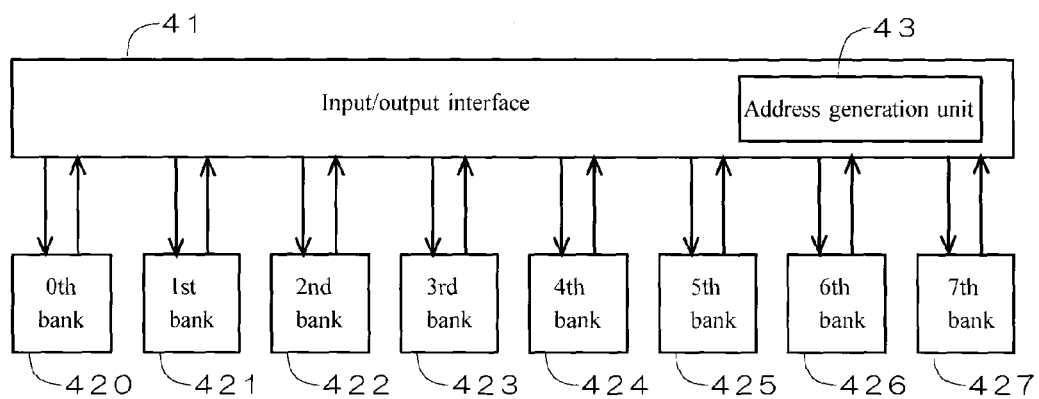 41
43
Input/output interface
Address generation unit
0th
bank
1st
bank
2nd
bank
3rd
bank
4th
bank
5th
bank
6th
bank
7th
bank
420
421
422
423
424
425
426
427